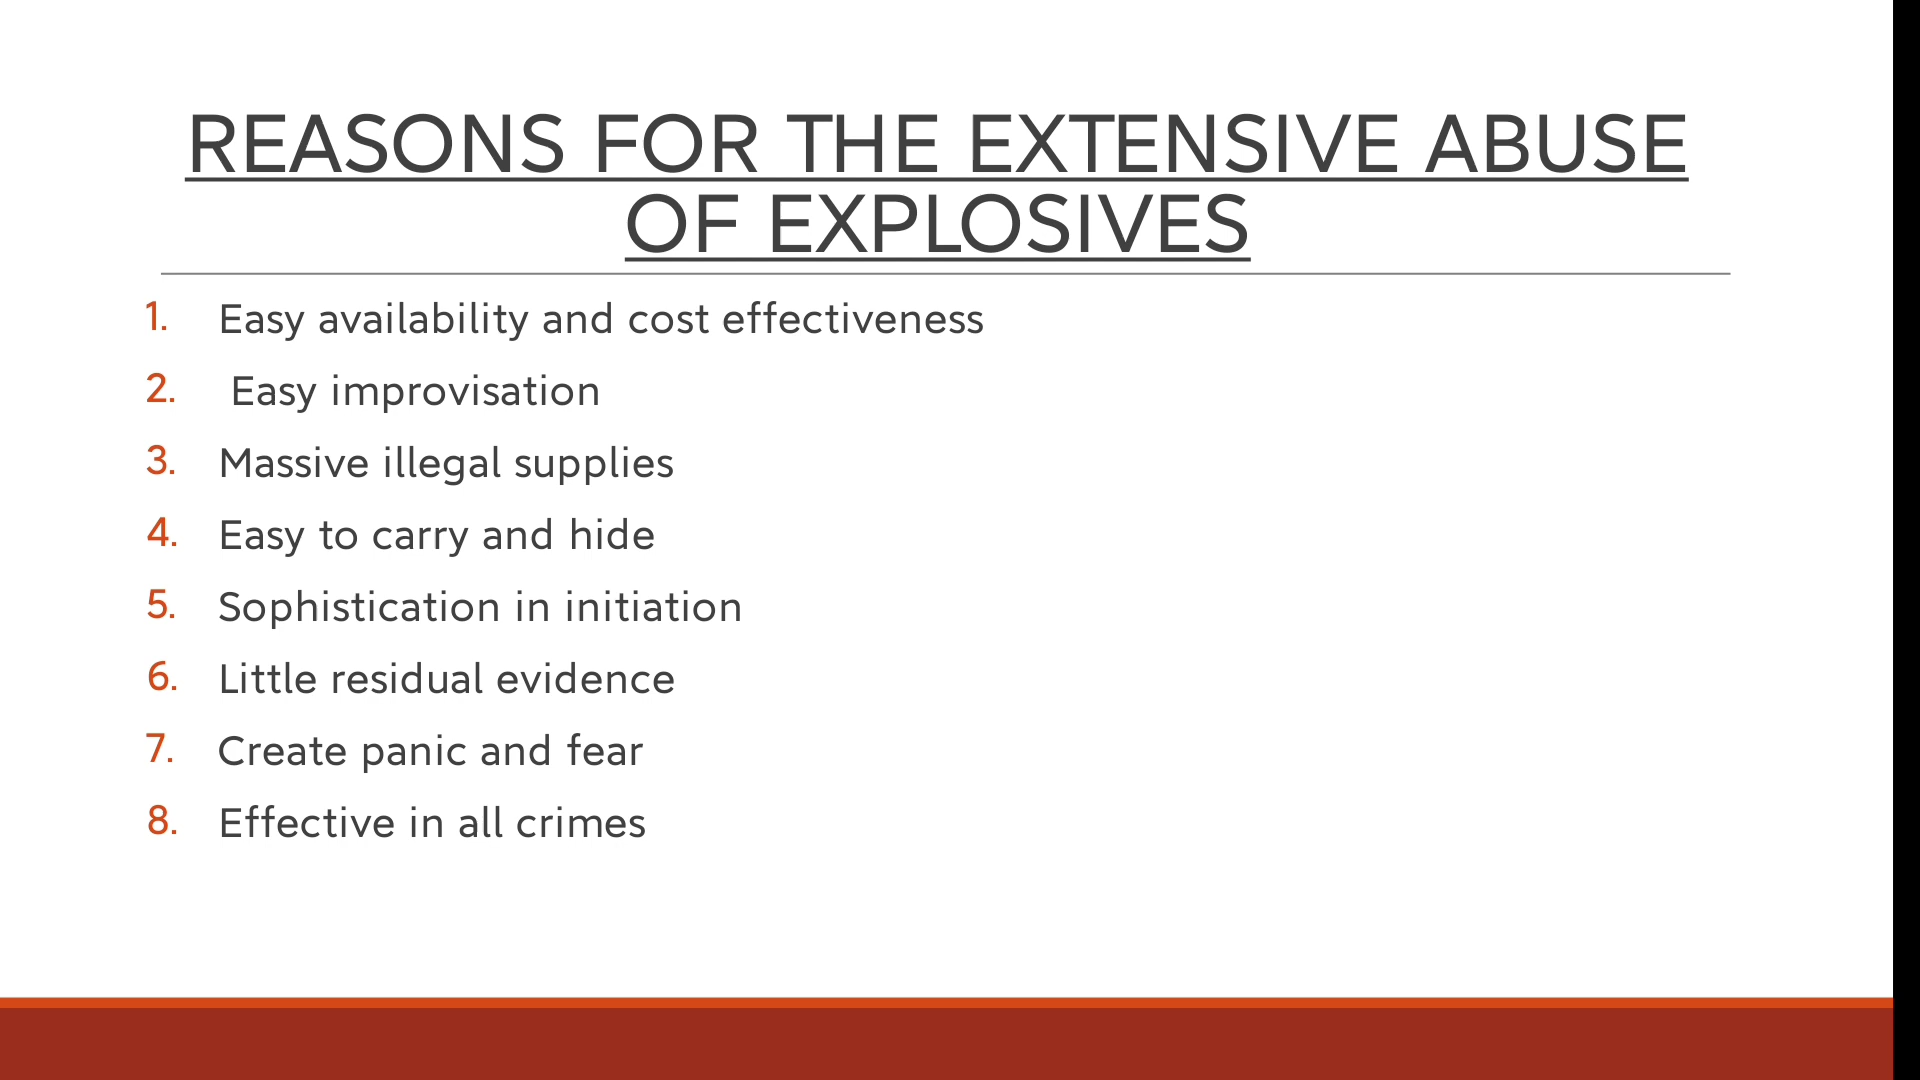 REASONS FOR THE EXTENSIVE ABUSE
OF EXPLOSIVES
1. Easy availability and cost effectiveness
2. Easy improvisation
3. Massive illegal supplies
4. Easy to carry and hide
5. Sophistication in initiation
6. Little residual evidence
7. Create panic and fear
8. Effective in all crimes